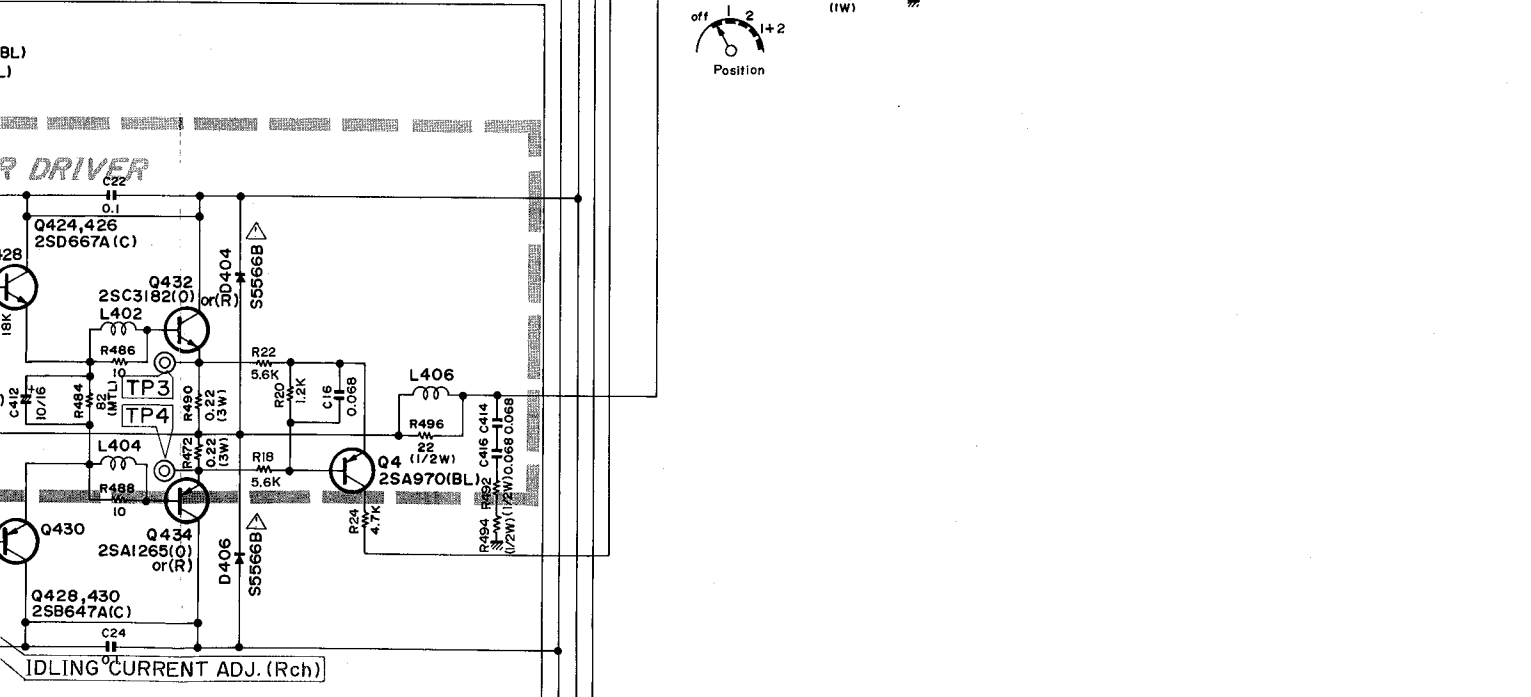 off 1 2 1+2
Position
(1W)
BL)
L)
R DRIVER
C22
0.1
Q424,426
2SD667A(C)
428
18K
Q432
2SC3182(O) or(R)
D404
S5566B
L402
R486
10
TP3
TP4
C412
10/16
+
R484
82
(MTL)
R490
0.22
(3W)
R472
0.22
(3W)
R22
5.6K
R20
1.2K
C16
0.068
R18
5.6K
L404
R488
10
L406
R496
22
(1/2W)
C414 0.068
C416 0.068
R492 (1/2W)
R494 (1/2W)
Q4
2SA970(BL)
R24
4.7K
Q430
Q434
2SA1265(O)
or(R)
D406
S5566B
Q428,430
2SB647A(C)
C24
0.1
IDLING CURRENT ADJ.(Rch)